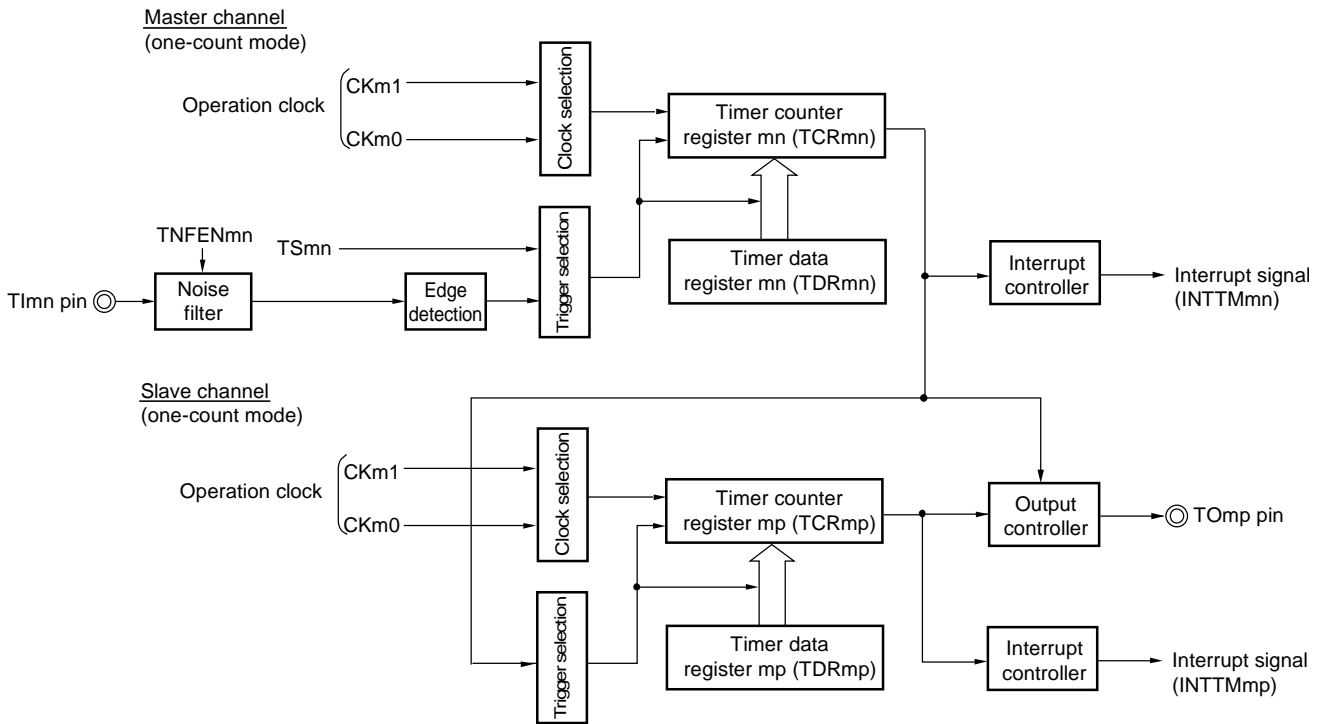 Master channel
(one-count mode)
Operation clock
CKm1
CKm0
Clock selection
Timer counter
register mn (TCRmn)
TNFENmn
TSmn
TImn pin
Noise
filter
Edge
detection
Trigger selection
Timer data
register mn (TDRmn)
Interrupt
controller
Interrupt signal
(INTTMmn)
Slave channel
(one-count mode)
Operation clock
CKm1
CKm0
Clock selection
Timer counter
register mp (TCRmp)
Output
controller
TOmp pin
Trigger selection
Timer data
register mp (TDRmp)
Interrupt
controller
Interrupt signal
(INTTMmp)